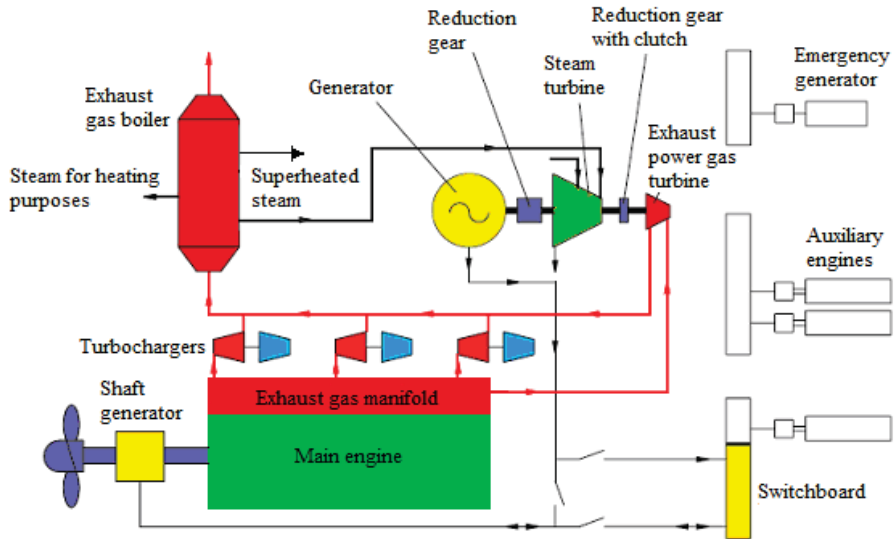 Reduction
gear
Reduction gear
with clutch
Emergency
generator
Generator
Steam
turbine
Exhaust
gas boiler
Exhaust
power gas
turbine
Steam for heating
purposes
Superheated
steam
Auxiliary
engines
Turbochargers
Shaft
generator
Exhaust gas manifold
Main engine
Switchboard